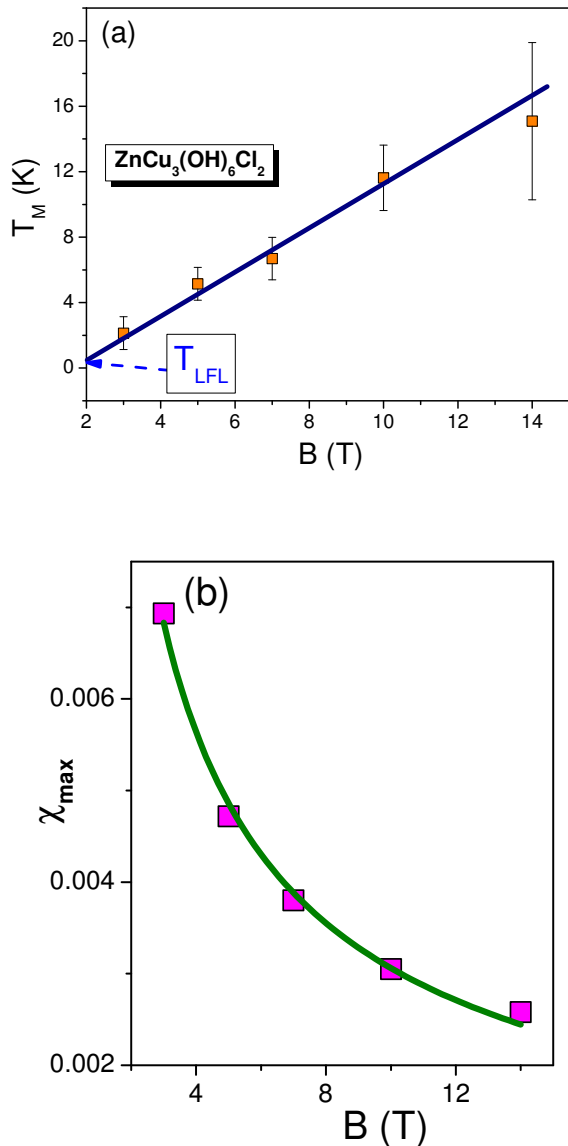 (a)
20
16
12
8
4
0
T_M (K)
ZnCu_3(OH)_6Cl_2
T_LFL
2 4 6 8 10 12 14
B (T)
(b)
0.006
0.004
0.002
χ_max
4 8 12
B (T)